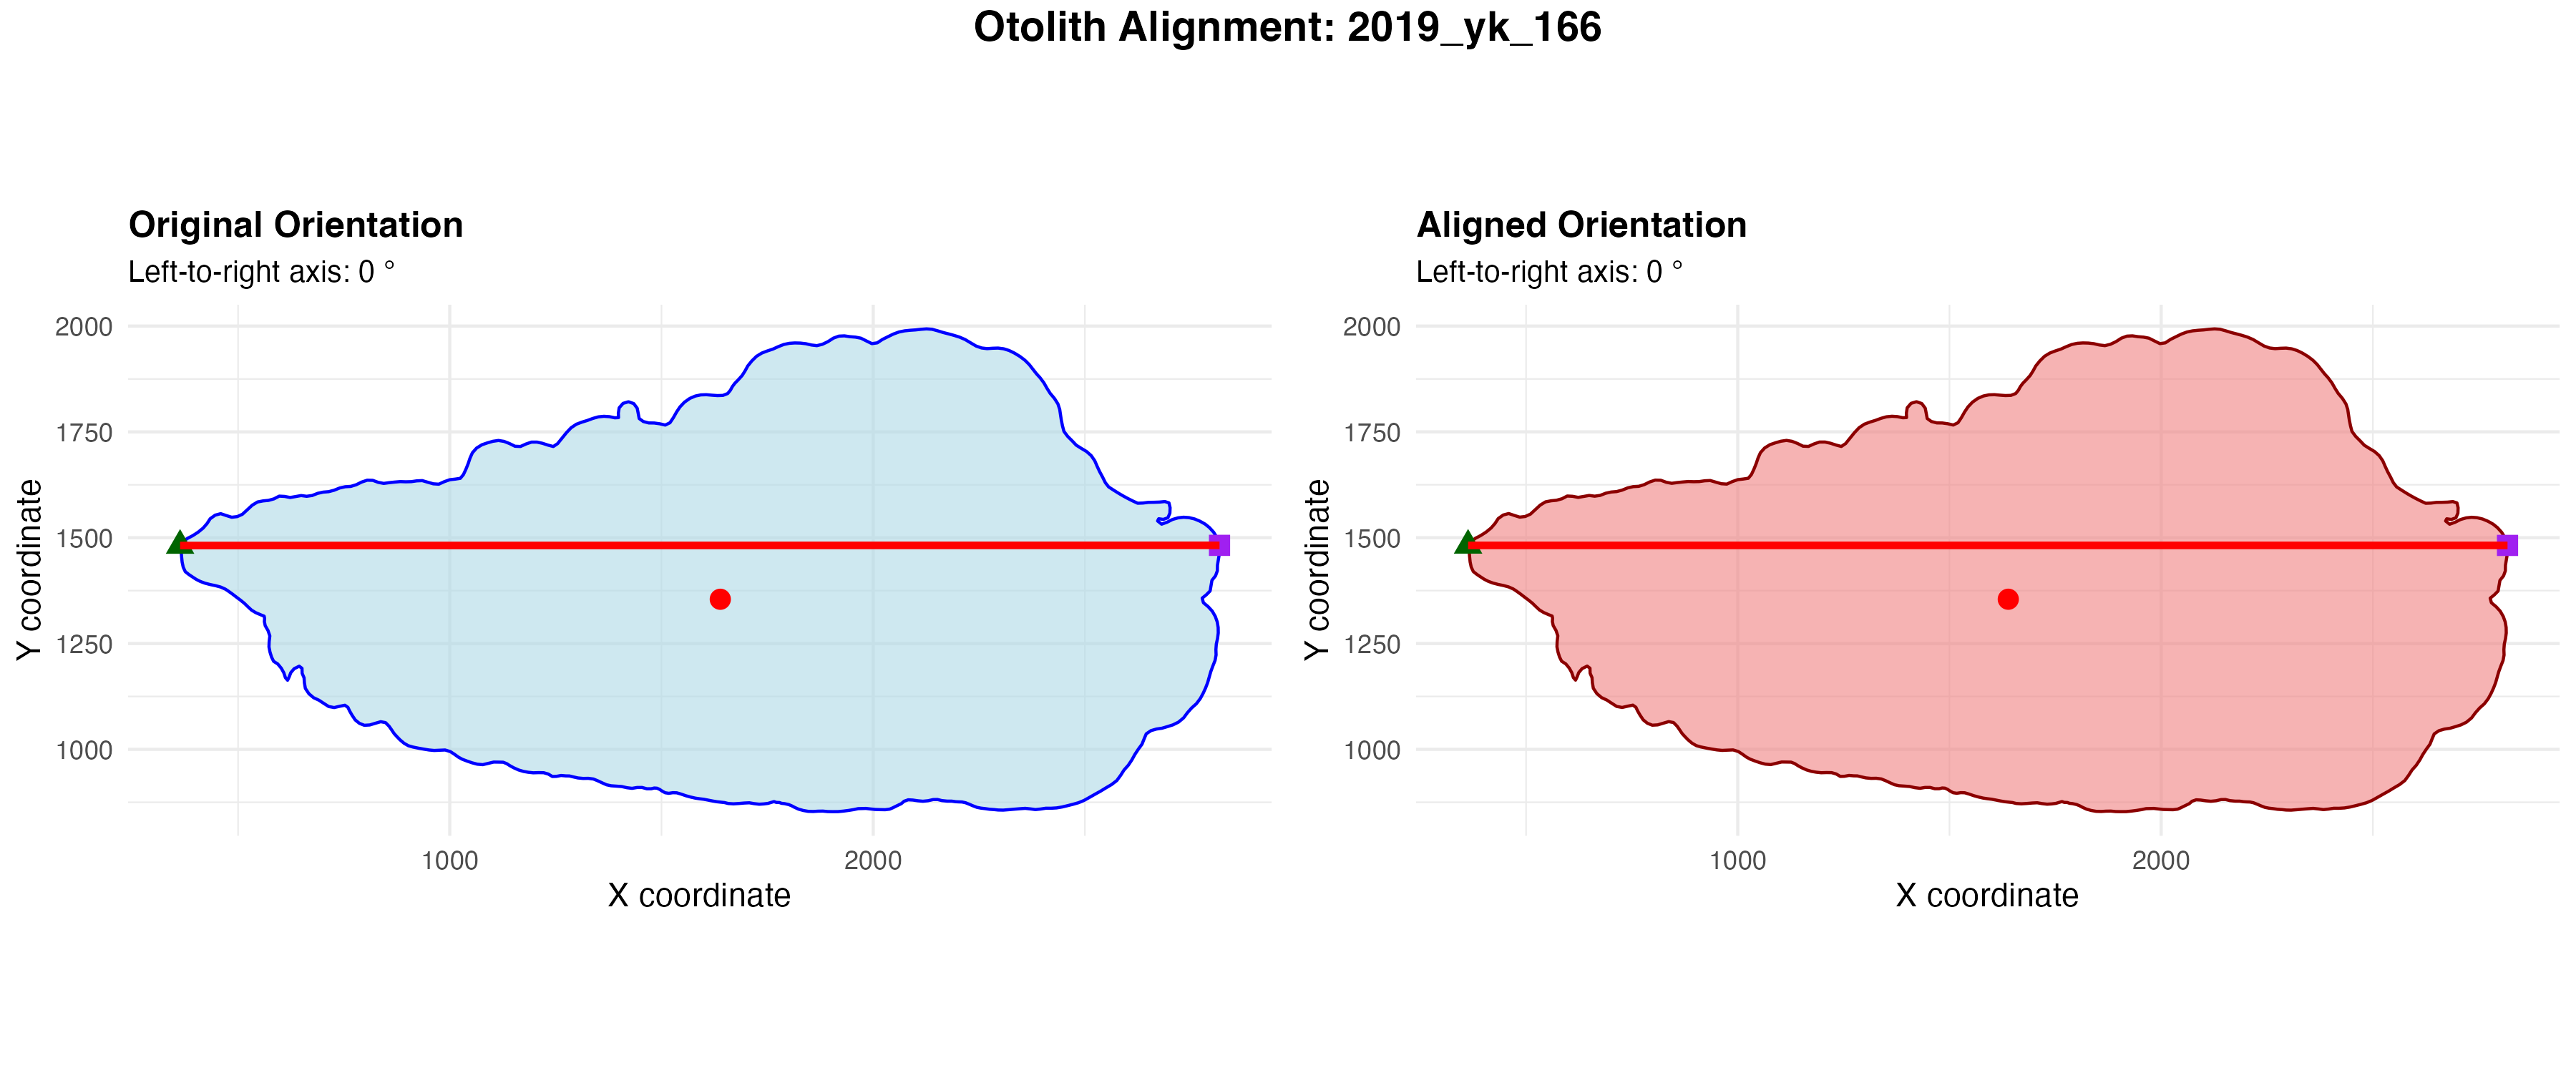 Otolith Alignment: 2019_yk_166
Original Orientation
Left-to-right axis: 0 °
2000
1750
1500
1250
1000
Y coordinate
1000
2000
X coordinate
Aligned Orientation
Left-to-right axis: 0 °
2000
1750
1500
1250
1000
Y coordinate
1000
2000
X coordinate